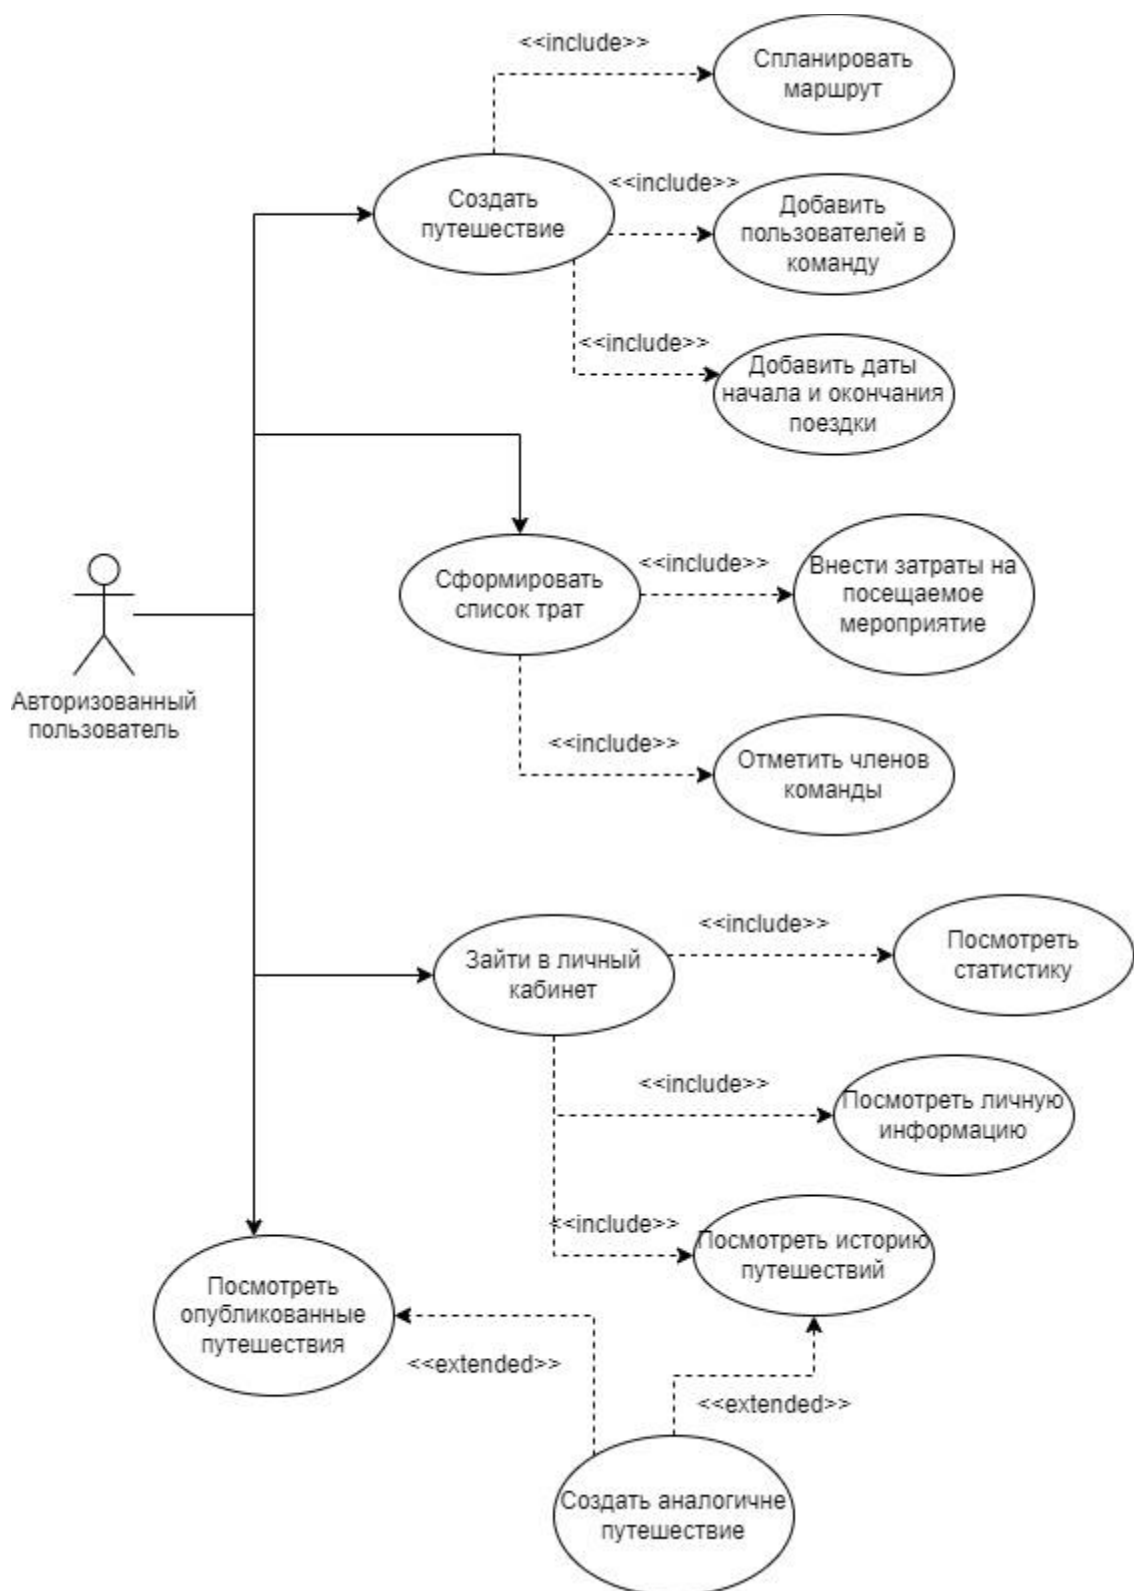 <<include>>
Спланировать
маршрут
Создать
путешествие
<<include>>
Добавить
пользователей в
команду
<<include>>
Добавить даты
начала и окончания
поездки
Авторизованный
пользователь
Сформировать
список трат
<<include>>
Внести затраты на
посещаемое
мероприятие
<<include>>
Отметить членов
команды
Зайти в личный
кабинет
<<include>>
Посмотреть
статистику
<<include>>
Посмотреть личную
информацию
<<include>>
Посмотреть историю
путешествий
Посмотреть
опубликованные
путешествия
<<extended>>
<<extended>>
Создать аналогичне
путешествие